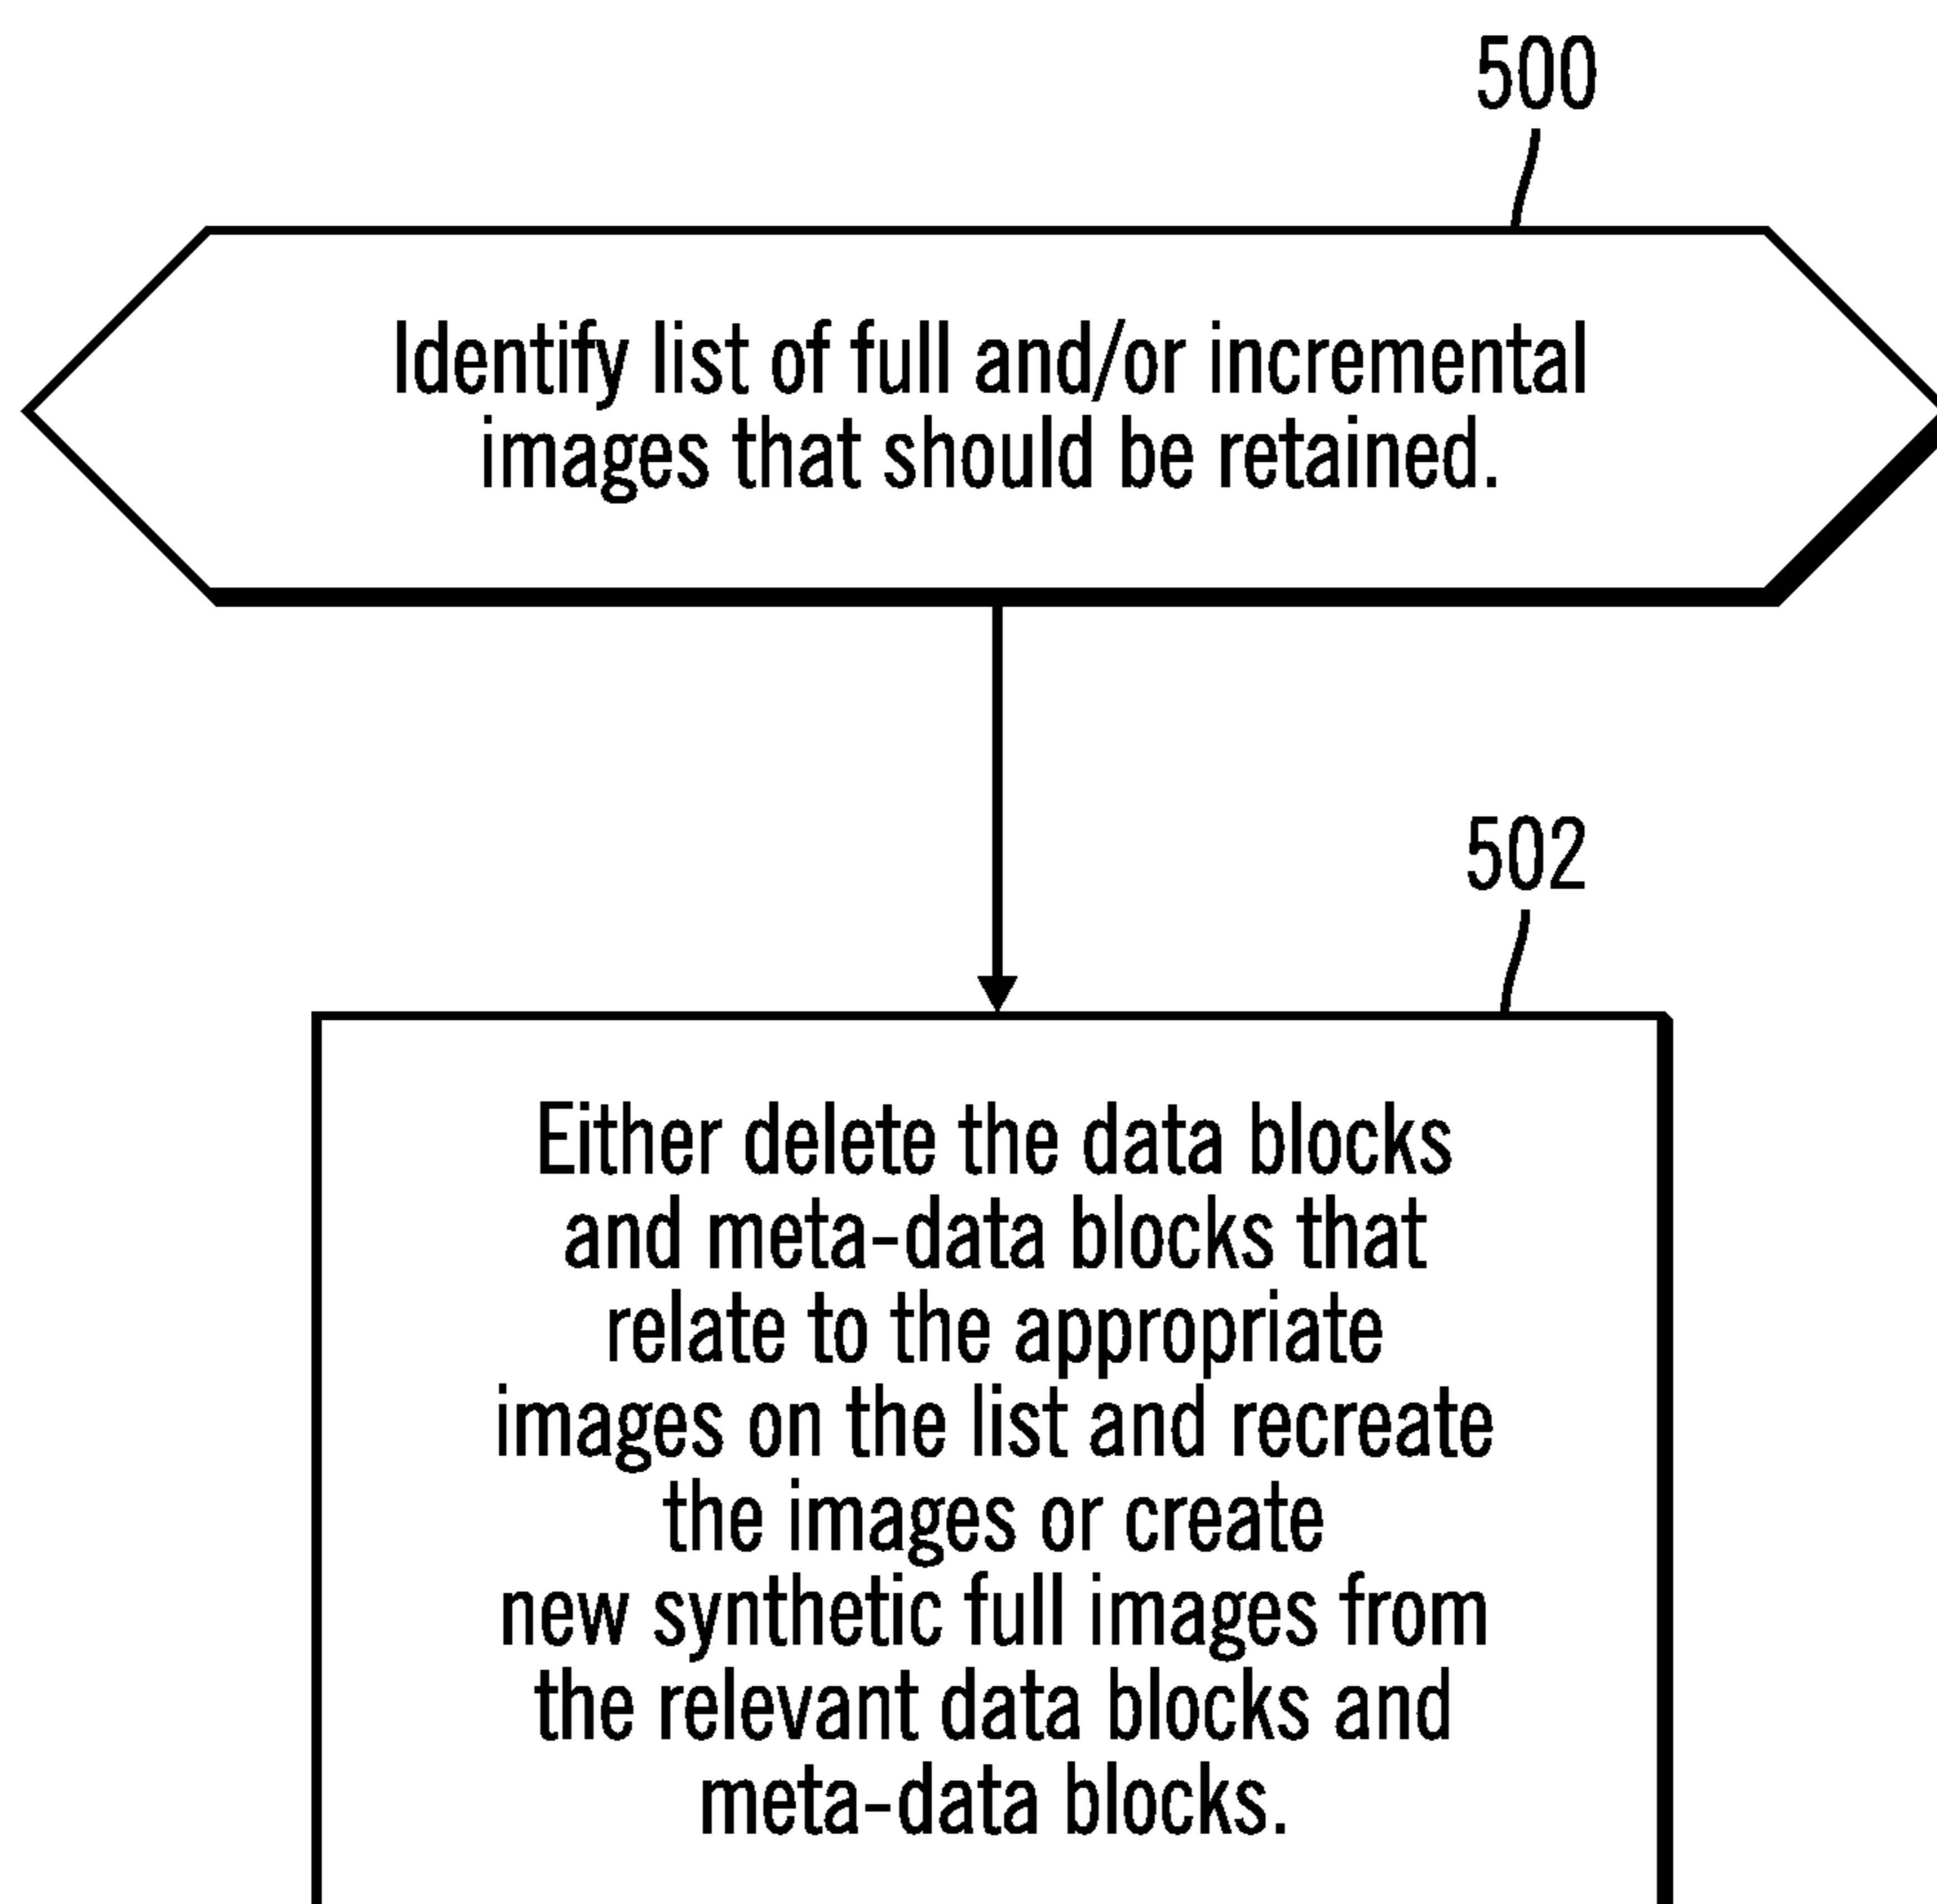 500
Identify list of full and/or incremental
images that should be retained.
502
Either delete the data blocks
and meta-data blocks that
relate to the appropriate
images on the list and recreate
the images or create
new synthetic full images from
the relevant data blocks and
meta-data blocks.